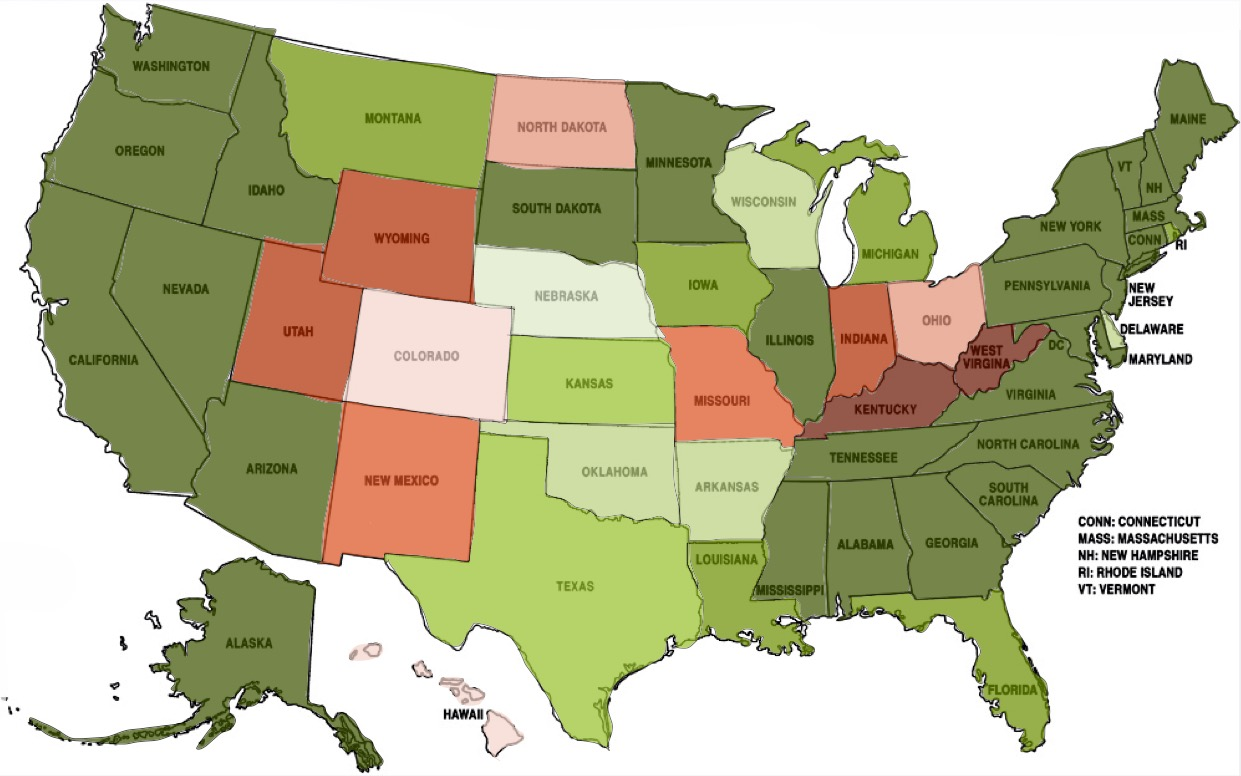 WASHINGTON
MONTANA
NORTH DAKOTA
MINNESOTA
MAINE
OREGON
IDAHO
SOUTH DAKOTA
WISCONSIN
VT
NH
WYOMING
MICHIGAN
NEW YORK
MASS
CONN
RI
NEVADA
NEBRASKA
IOWA
PENNSYLVANIA
NEW
JERSEY
UTAH
COLORADO
ILLINOIS
INDIANA
OHIO
DELAWARE
CALIFORNIA
WEST
VIRGINA
DC
MARYLAND
KANSAS
MISSOURI
KENTUCKY
VIRGINIA
ARIZONA
NEW MEXICO
OKLAHOMA
ARKANSAS
TENNESSEE
NORTH CAROLINA
SOUTH
CAROLINA
TEXAS
LOUISIANA
MISSISSIPPI
ALABAMA
GEORGIA
CONN: CONNECTICUT
MASS: MASSACHUSETTS
NH: NEW HAMPSHIRE
RI: RHODE ISLAND
VT: VERMONT
ALASKA
HAWAII
FLORIDA